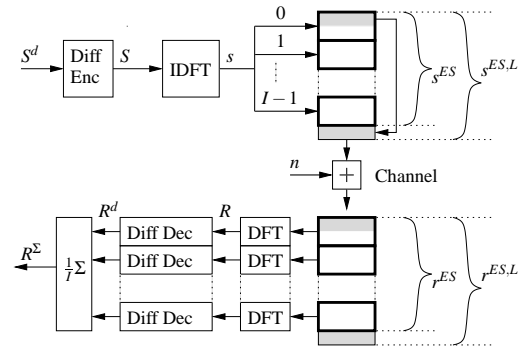 0
S^d Diff Enc S IDFT s 1
⋮
I−1
s^{ES} s^{ES,L}
n + Channel
R^d R
Diff Dec DFT
R^Σ 1/I Σ Diff Dec DFT
r^{ES} r^{ES,L}
Diff Dec DFT